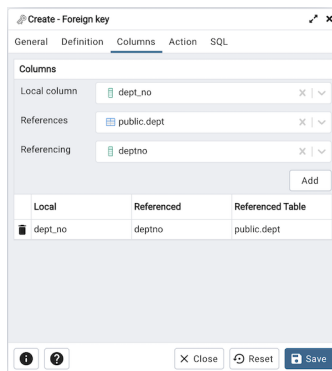 Create - Foreign key
General Definition Columns Action SQL
Columns
Local column dept_no
References public.dept
Referencing deptno
Add
Local Referenced Referenced Table
dept_no deptno public.dept
Close Reset Save